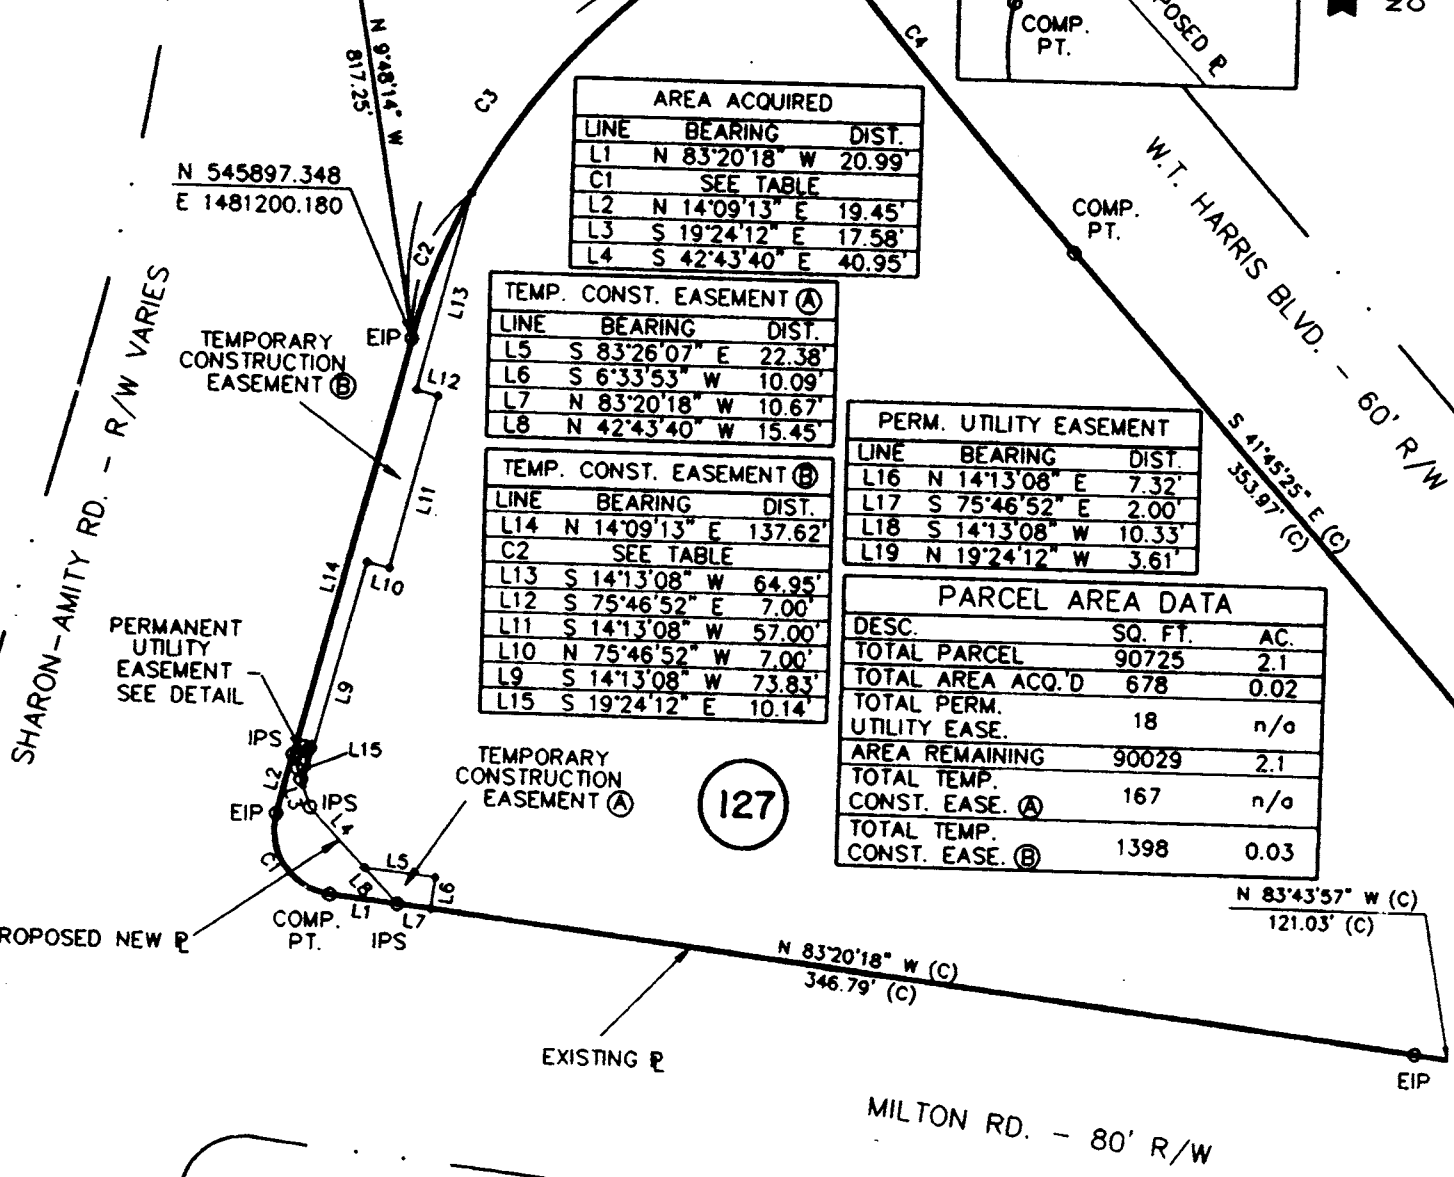 COMP.
PT.
POSED PL
NO
C4
N 9°48'14" W
817.25'
C3
N 545897.348
E 1481200.180
C2
L13
EIP
TEMPORARY
CONSTRUCTION
EASEMENT Ⓑ
L12
L11
L10
L14
L9
SHARON-AMITY RD. - R/W VARIES
PERMANENT
UTILITY
EASEMENT
SEE DETAIL
IPS
L15
L2
L3
IPS
EIP
L4
C1
L5
L8
L6
L1
L7
COMP.
PT.
IPS
ROPOSED NEW PL
TEMPORARY
CONSTRUCTION
EASEMENT Ⓐ
127
AREA ACQUIRED
LINE BEARING DIST.
L1 N 83°20'18" W 20.99'
C1 SEE TABLE
L2 N 14°09'13" E 19.45'
L3 S 19°24'12" E 17.58'
L4 S 42°43'40" E 40.95'
TEMP. CONST. EASEMENT Ⓐ
LINE BEARING DIST.
L5 S 83°26'07" E 22.38'
L6 S 6°33'53" W 10.09'
L7 N 83°20'18" W 10.67'
L8 N 42°43'40" W 15.45'
TEMP. CONST. EASEMENT Ⓑ
LINE BEARING DIST.
L14 N 14°09'13" E 137.62'
C2 SEE TABLE
L13 S 14°13'08" W 64.95'
L12 S 75°46'52" E 7.00'
L11 S 14°13'08" W 57.00'
L10 N 75°46'52" W 7.00'
L9 S 14°13'08" W 73.83'
L15 S 19°24'12" E 10.14'
PERM. UTILITY EASEMENT
LINE BEARING DIST.
L16 N 14°13'08" E 7.32'
L17 S 75°46'52" E 2.00'
L18 S 14°13'08" W 10.33'
L19 N 19°24'12" W 3.61'
PARCEL AREA DATA
DESC. SQ. FT. AC.
TOTAL PARCEL 90725 2.1
TOTAL AREA ACQ.'D 678 0.02
TOTAL PERM.
UTILITY EASE. 18 n/a
AREA REMAINING 90029 2.1
TOTAL TEMP.
CONST. EASE. Ⓐ 167 n/a
TOTAL TEMP.
CONST. EASE. Ⓑ 1398 0.03
COMP.
PT.
W.T. HARRIS BLVD. - 60' R/W
S 41°45'25" E (C)
353.97' (C)
N 83°43'57" W (C)
121.03' (C)
N 83°20'18" W (C)
346.79' (C)
EXISTING PL
EIP
MILTON RD. - 80' R/W